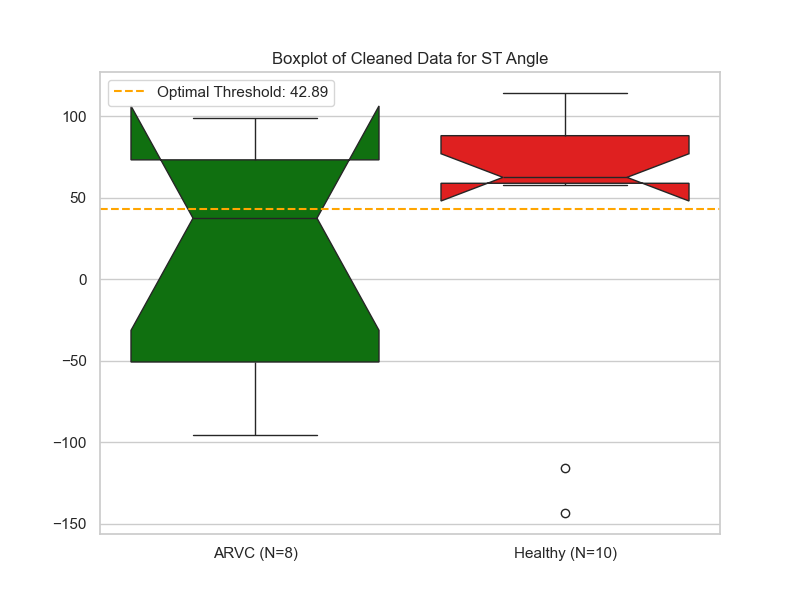 Boxplot of Cleaned Data for ST Angle
Optimal Threshold: 42.89
100
50
0
−50
−100
−150
ARVC (N=8)
Healthy (N=10)